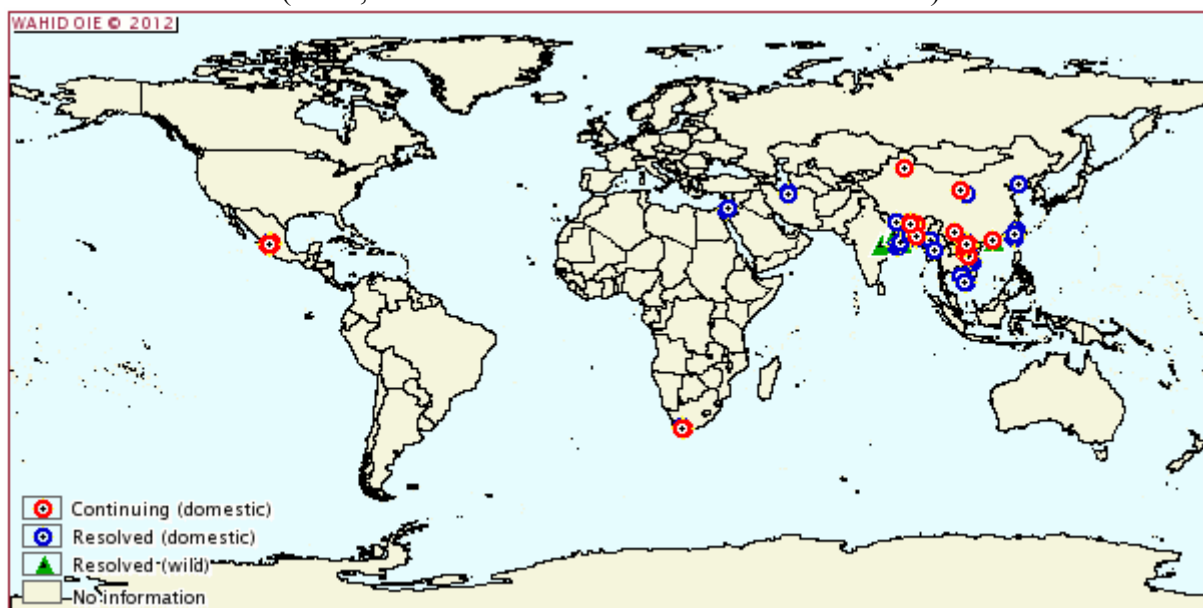 WAHID OIE © 2012
Continuing (domestic)
Resolved (domestic)
Resolved (wild)
No information